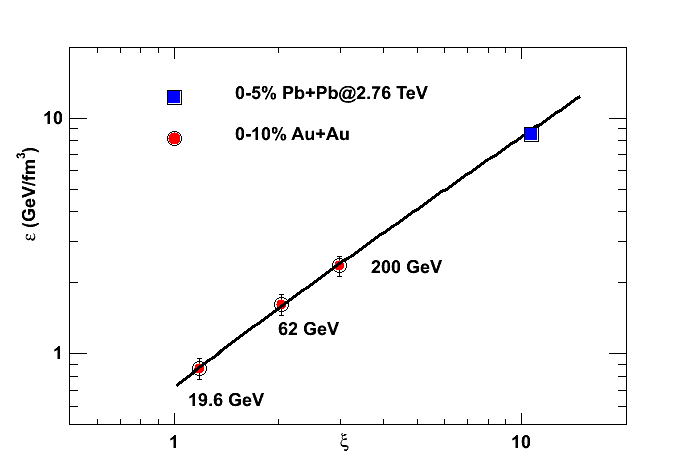 0-5% Pb+Pb@2.76 TeV
0-10% Au+Au
10
1
ε (GeV/fm³)
200 GeV
62 GeV
19.6 GeV
1
ξ
10